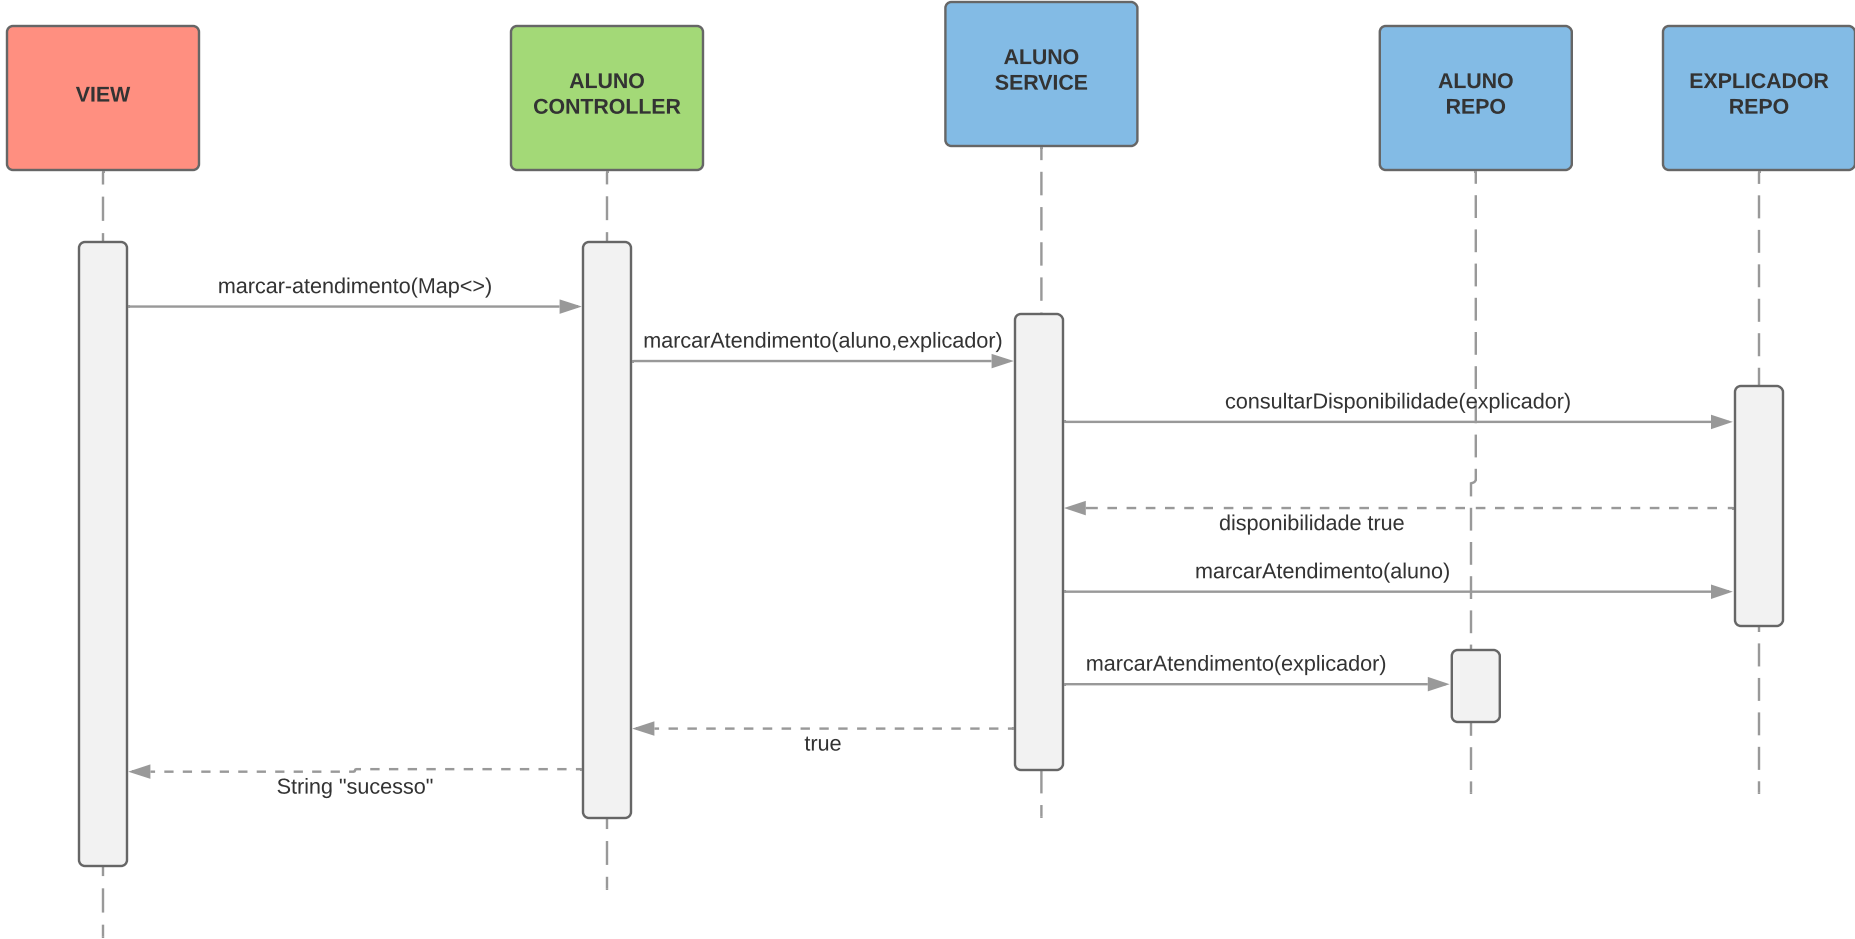 VIEW
ALUNO
CONTROLLER
ALUNO
SERVICE
ALUNO
REPO
EXPLICADOR
REPO
marcar-atendimento(Map<>)
marcarAtendimento(aluno,explicador)
consultarDisponibilidade(explicador)
disponibilidade true
marcarAtendimento(aluno)
marcarAtendimento(explicador)
true
String "sucesso"